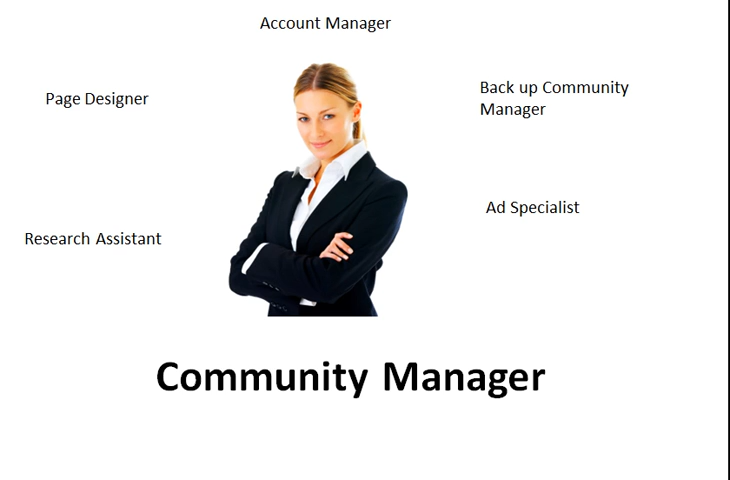 Account Manager
Page Designer
Back up Community
Manager
Ad Specialist
Research Assistant
Community Manager